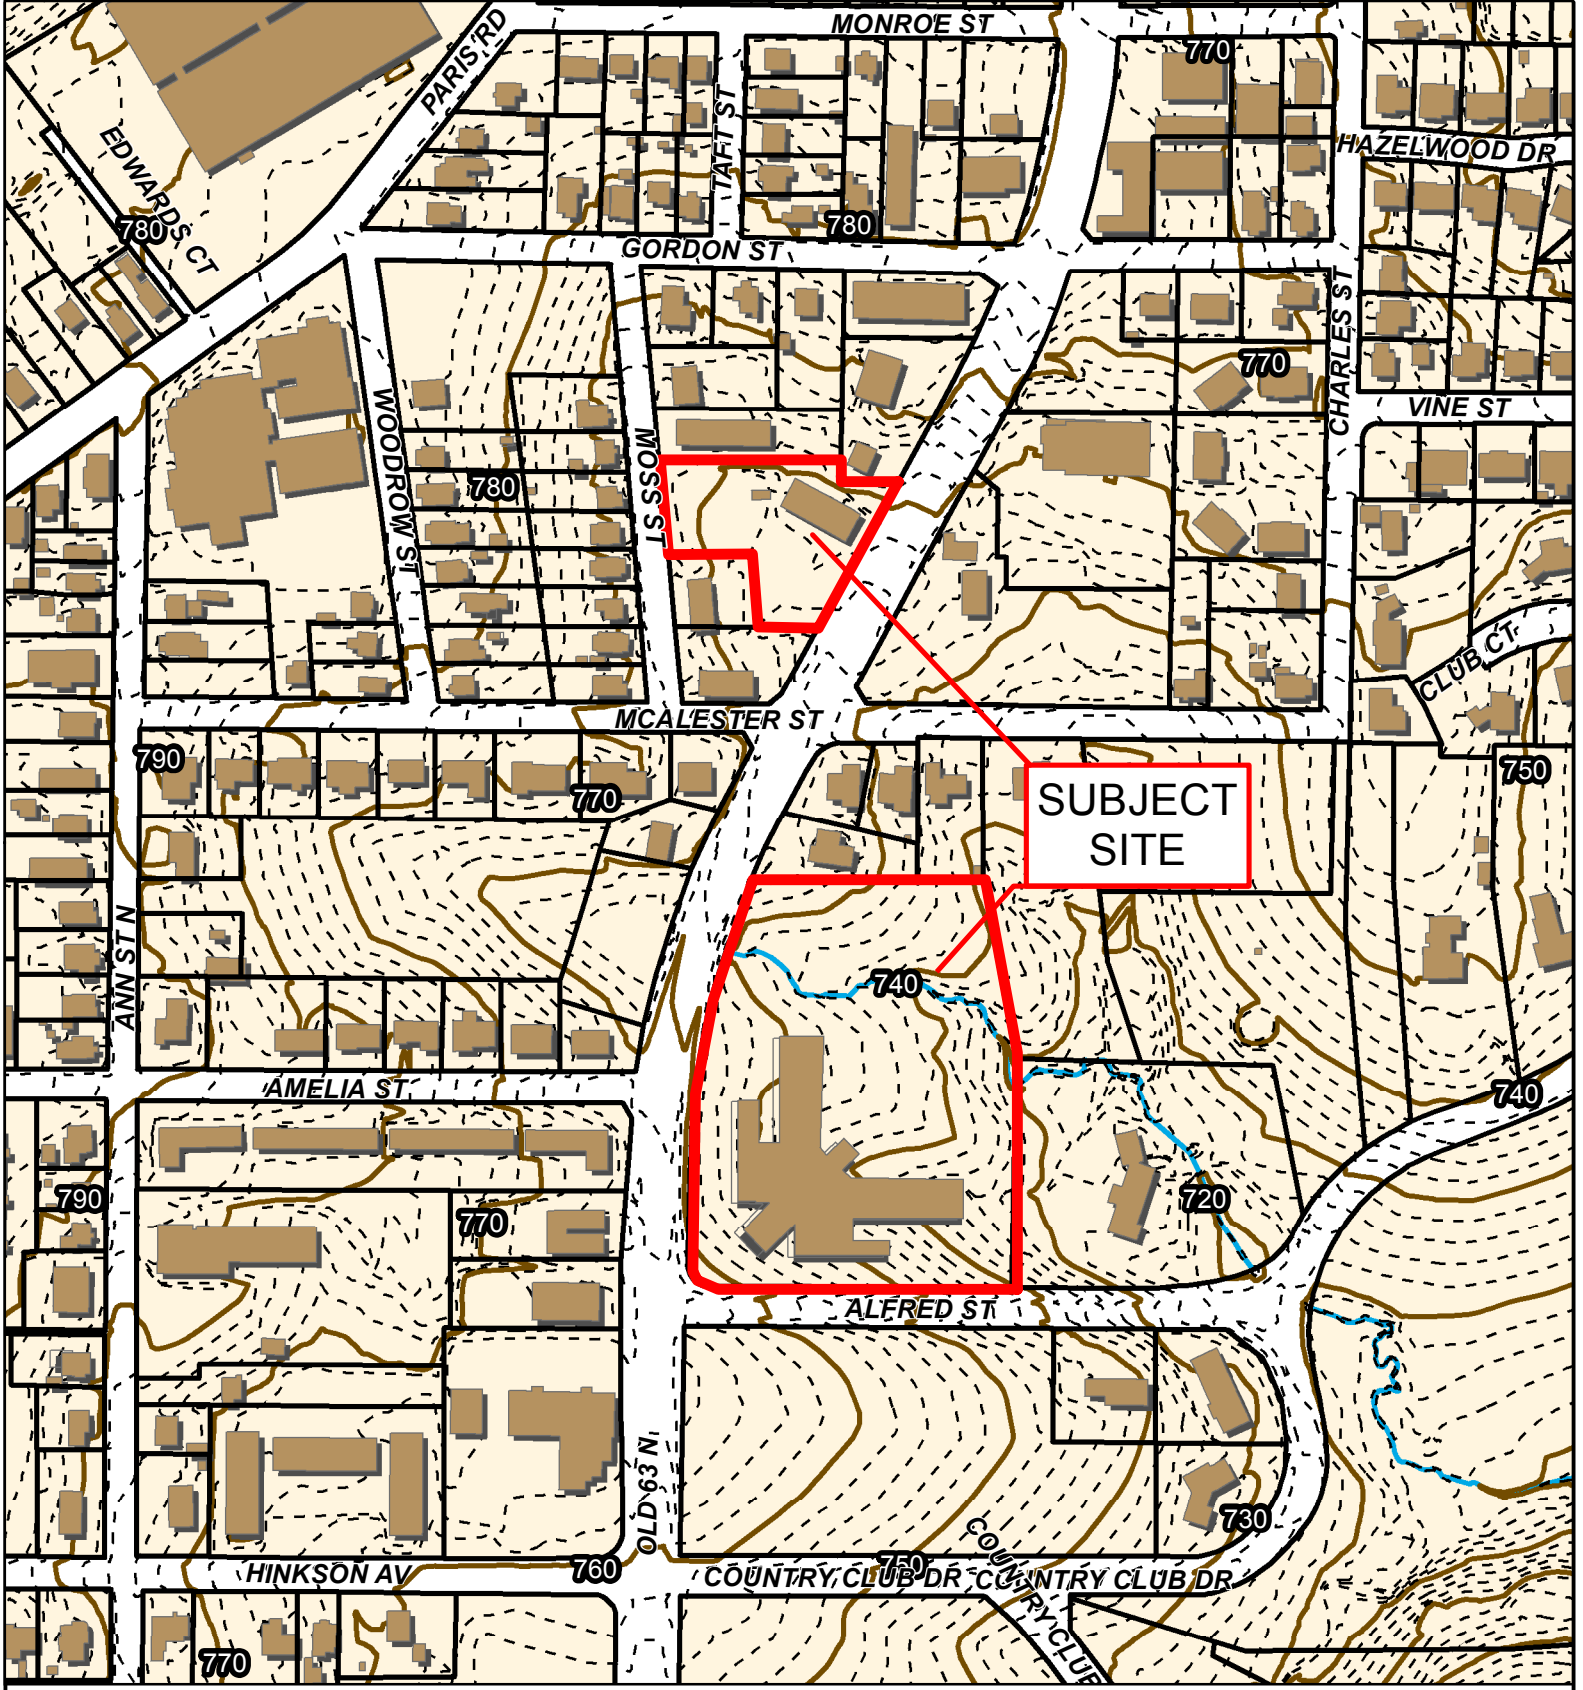 MONROE ST
PARIS RD
770
TAFT ST
HAZELWOOD DR
EDWARDS CT
780
780
GORDON ST
CHARLES ST
770
WOODROW ST
VINE ST
MOSS ST
780
CLUB CT
MCALESTER ST
790
770
750
SUBJECT
SITE
ANN ST N
740
AMELIA ST
740
790
770
720
ALFRED ST
OLD 63 N
730
COUNTRY CLUB
HINKSON AV
760
750
COUNTRY CLUB DR
COUNTRY CLUB DR
770